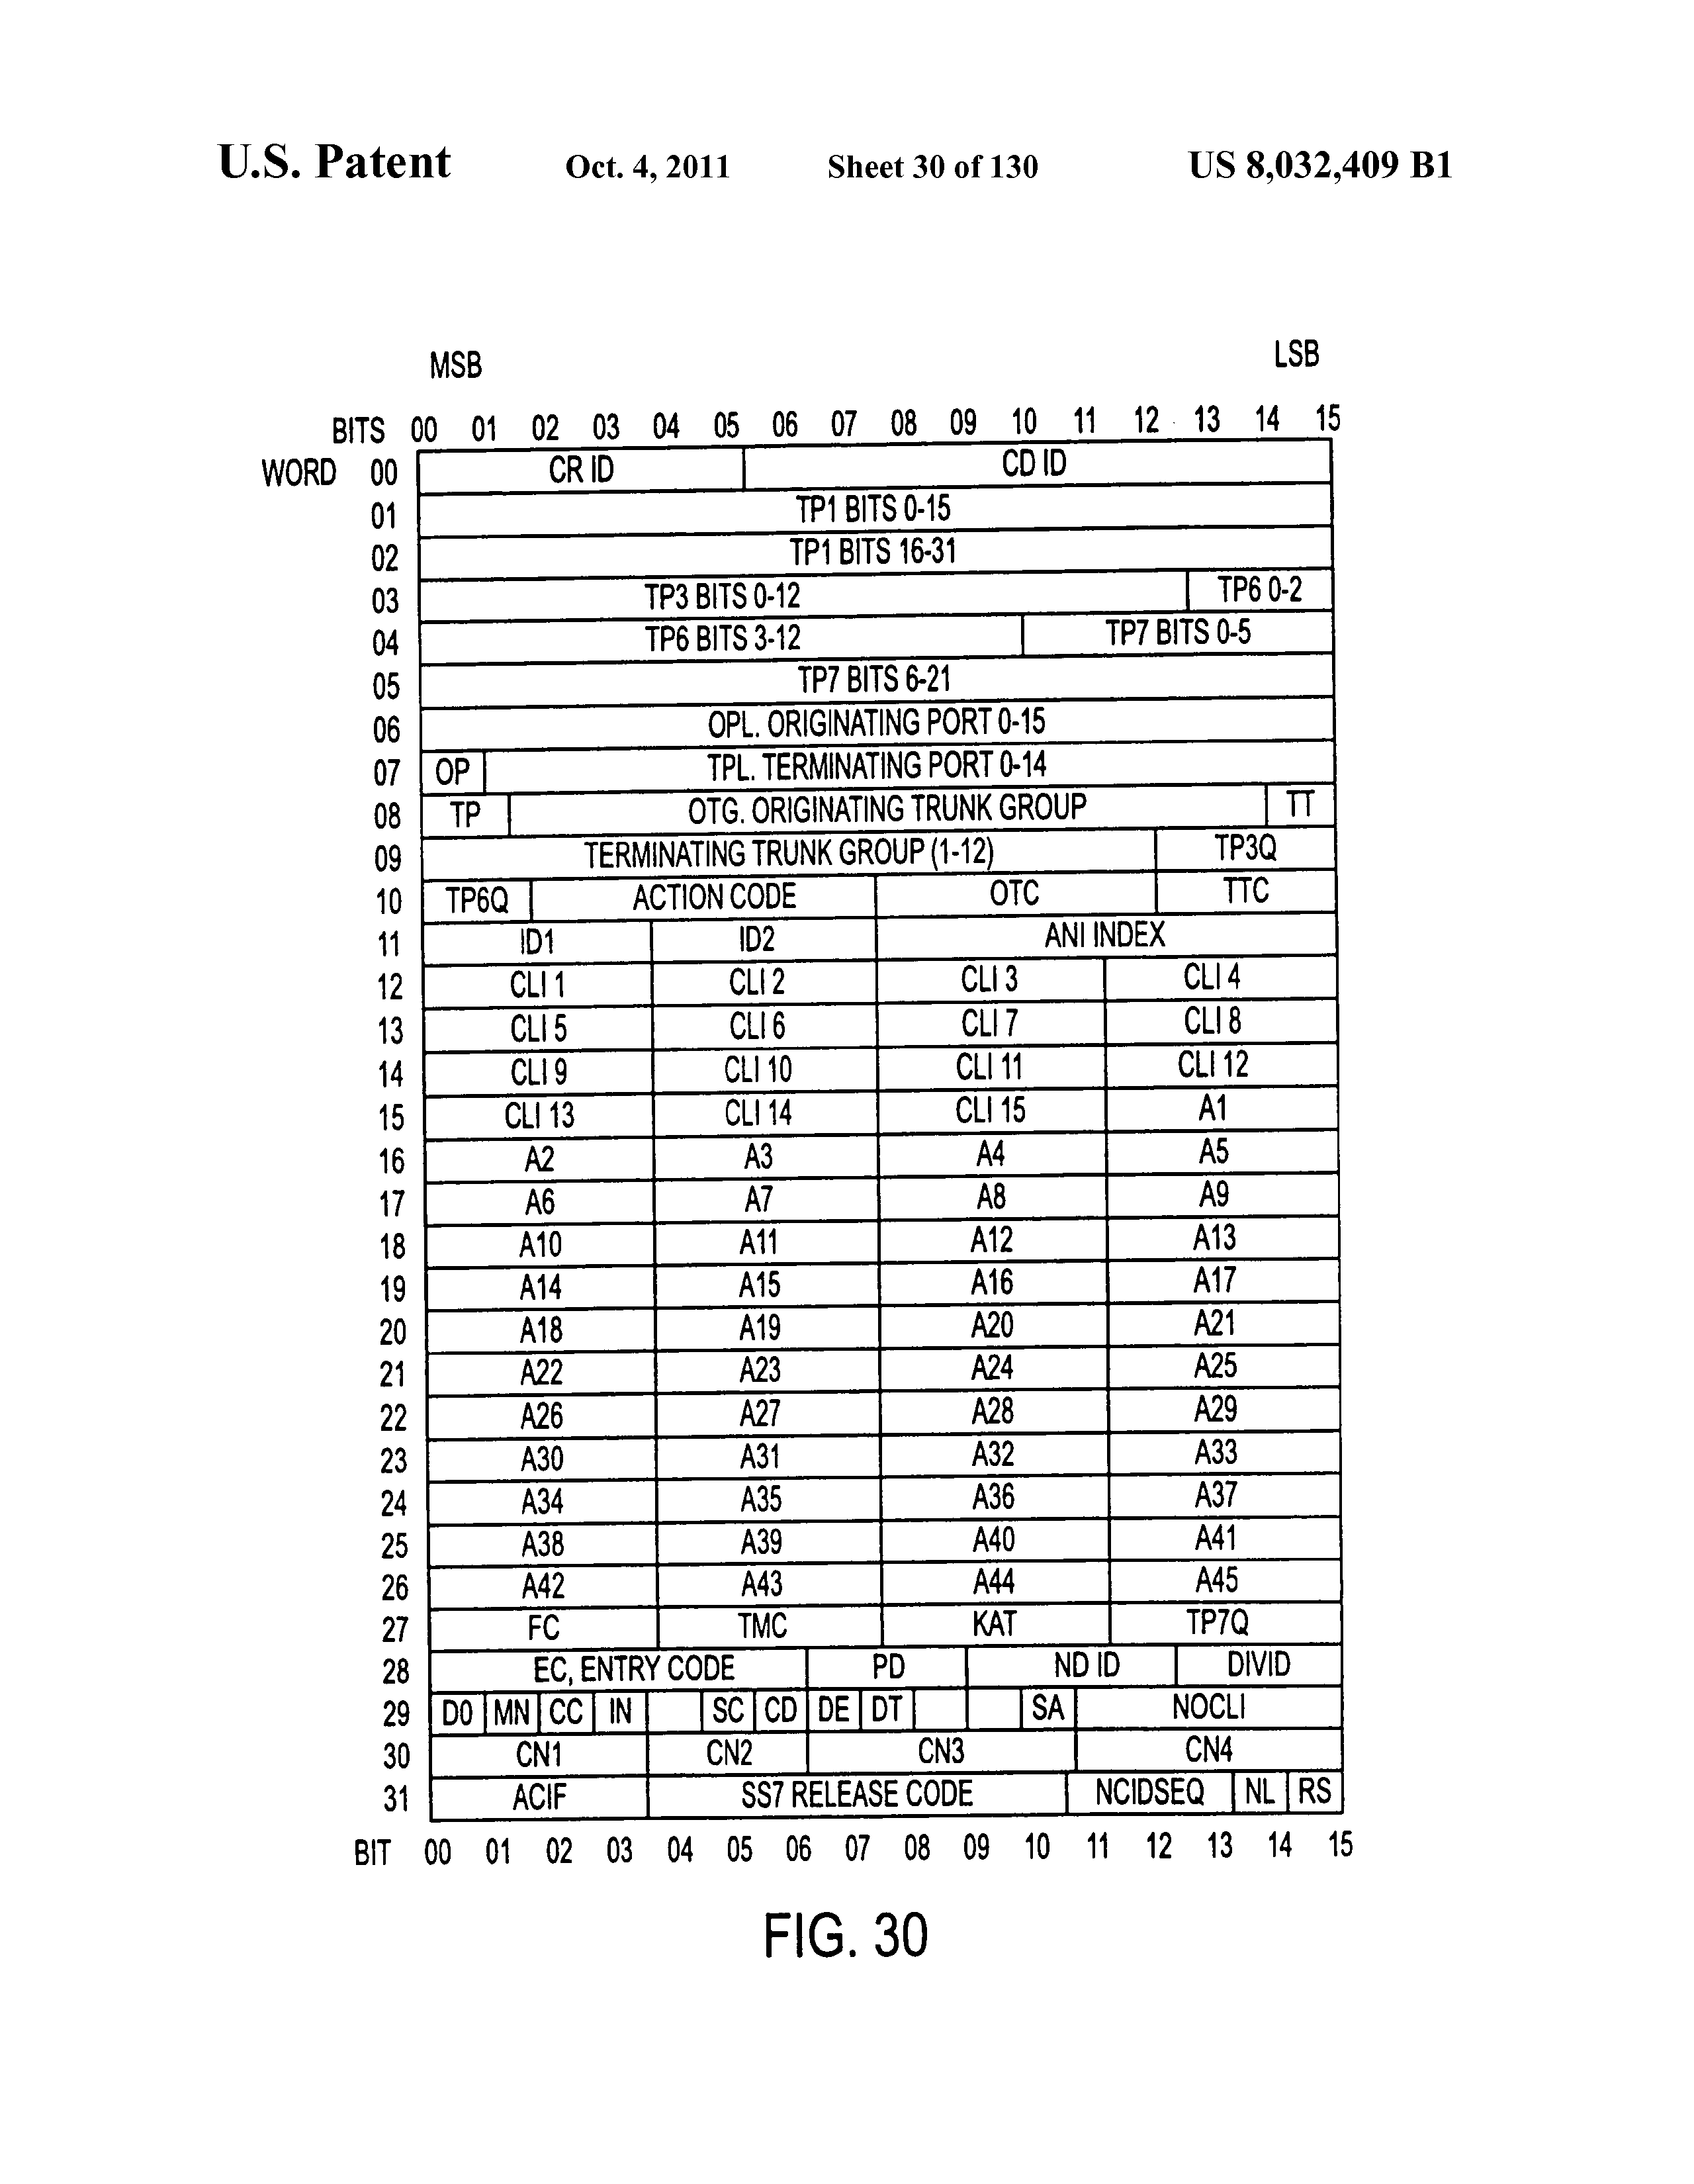 U.S. Patent Oct. 4, 2011 Sheet 30 of 130 US 8,032,409 B1
MSB LSB
BITS 00 01 02 03 04 05 06 07 08 09 10 11 12 13 14 15
WORD 00 CR ID CD ID
01 TP1 BITS 0-15
02 TP1 BITS 16-31
03 TP3 BITS 0-12 TP6 0-2
04 TP6 BITS 3-12 TP7 BITS 0-5
05 TP7 BITS 6-21
06 OPL. ORIGINATING PORT 0-15
07 OP TPL. TERMINATING PORT 0-14
08 TP OTG. ORIGINATING TRUNK GROUP TT
09 TERMINATING TRUNK GROUP (1-12) TP3Q
10 TP6Q ACTION CODE OTC TTC
11 ID1 ID2 ANI INDEX
12 CLI 1 CLI 2 CLI 3 CLI 4
13 CLI 5 CLI 6 CLI 7 CLI 8
14 CLI 9 CLI 10 CLI 11 CLI 12
15 CLI 13 CLI 14 CLI 15 A1
16 A2 A3 A4 A5
17 A6 A7 A8 A9
18 A10 A11 A12 A13
19 A14 A15 A16 A17
20 A18 A19 A20 A21
21 A22 A23 A24 A25
22 A26 A27 A28 A29
23 A30 A31 A32 A33
24 A34 A35 A36 A37
25 A38 A39 A40 A41
26 A42 A43 A44 A45
27 FC TMC KAT TP7Q
28 EC, ENTRY CODE PD ND ID DIVID
29 D0 MN CC IN SC CD DE DT SA NOCLI
30 CN1 CN2 CN3 CN4
31 ACIF SS7 RELEASE CODE NCIDSEQ NL RS
BIT 00 01 02 03 04 05 06 07 08 09 10 11 12 13 14 15
FIG. 30